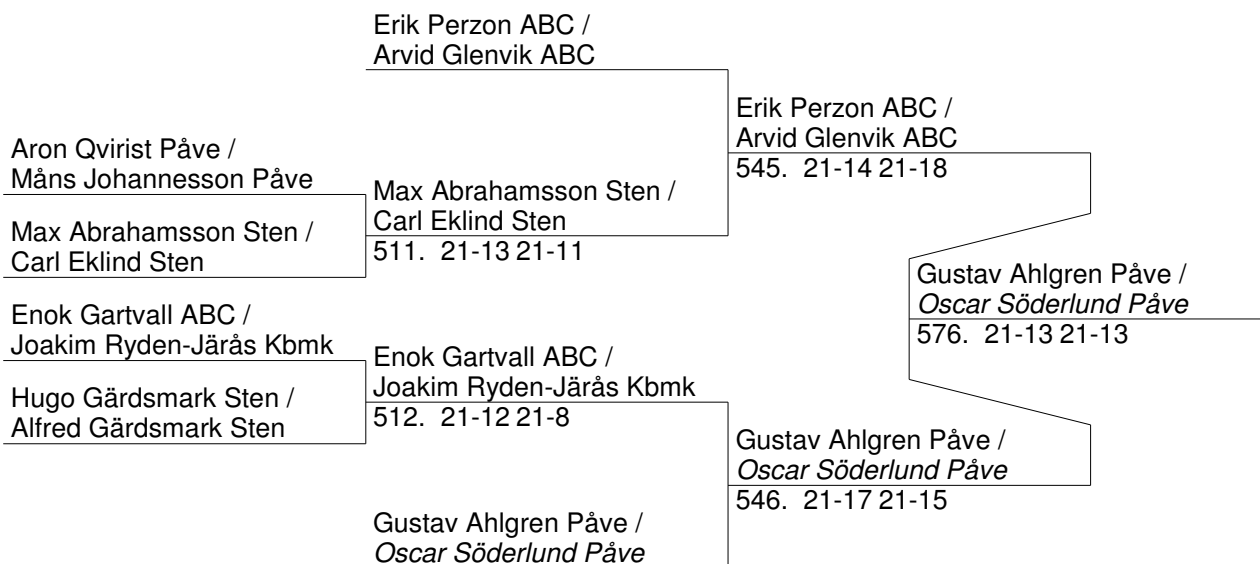 Erik Perzon ABC /
Arvid Glenvik ABC
Erik Perzon ABC /
Arvid Glenvik ABC
545. 21-14 21-18
Aron Qvirist Påve /
Måns Johannesson Påve
Max Abrahamsson Sten /
Carl Eklind Sten
511. 21-13 21-11
Max Abrahamsson Sten /
Carl Eklind Sten
Gustav Ahlgren Påve /
Oscar Söderlund Påve
576. 21-13 21-13
Enok Gartvall ABC /
Joakim Ryden-Järås Kbmk
Enok Gartvall ABC /
Joakim Ryden-Järås Kbmk
512. 21-12 21-8
Hugo Gärdsmark Sten /
Alfred Gärdsmark Sten
Gustav Ahlgren Påve /
Oscar Söderlund Påve
546. 21-17 21-15
Gustav Ahlgren Påve /
Oscar Söderlund Påve